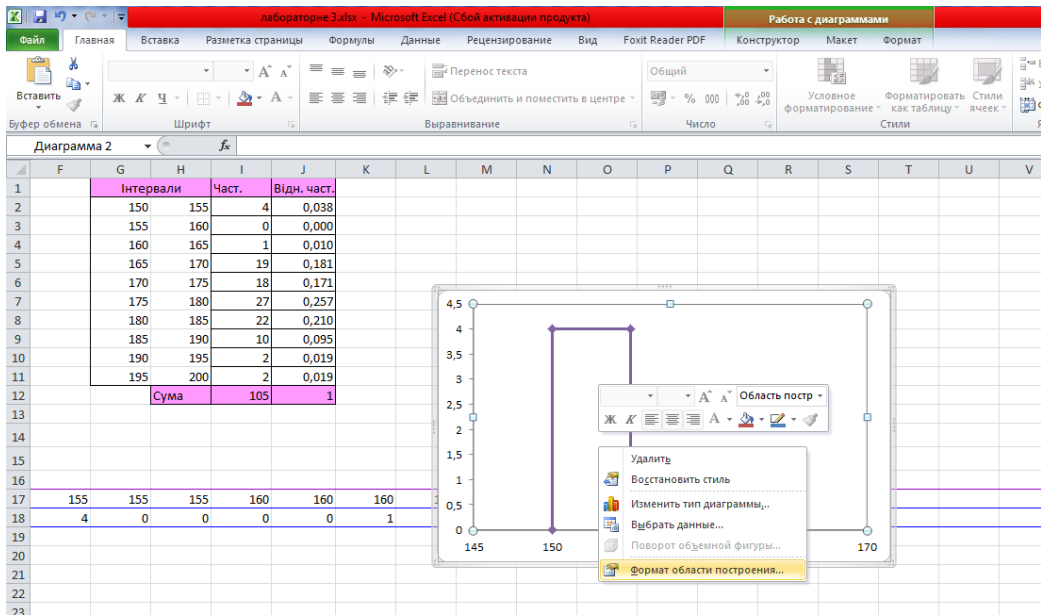 лабораторне 3.xlsx - Microsoft Excel (Сбой активации продукта)
Работа с диаграммами
Файл Главная Вставка Разметка страницы Формулы Данные Рецензирование Вид Foxit Reader PDF Конструктор Макет Формат
Вставить
Ж К Ч
Перенос текста
Объединить и поместить в центре
Общий
% 000
Условное форматирование
Форматировать как таблицу
Стили ячеек
Буфер обмена Шрифт Выравнивание Число Стили
Диаграмма 2 fx
F G H I J K L M N O P Q R S T U V
1 Інтервали Част. Відн. част.
2 150 155 4 0,038
3 155 160 0 0,000
4 160 165 1 0,010
5 165 170 19 0,181
6 170 175 18 0,171
7 175 180 27 0,257
8 180 185 22 0,210
9 185 190 10 0,095
10 190 195 2 0,019
11 195 200 2 0,019
12 Сума 105 1
13
14
15
16
17 155 155 155 160 160 160
18 4 0 0 0 0 1
19
20
21
22
23
4,5
4
3,5
3
2,5
2
1,5
1
0,5
0
145 150 170
Область постр
Ж К
Удалить
Восстановить стиль
Изменить тип диаграммы...
Выбрать данные...
Поворот объемной фигуры...
Формат области построения...